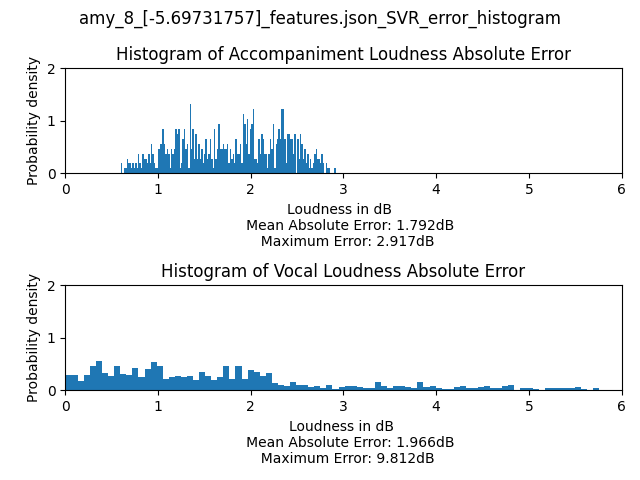 amy_8_[-5.69731757]_features.json_SVR_error_histogram
Histogram of Accompaniment Loudness Absolute Error
Probability density
2
1
0
0 1 2 3 4 5 6
Loudness in dB
Mean Absolute Error: 1.792dB
Maximum Error: 2.917dB
Histogram of Vocal Loudness Absolute Error
Probability density
2
1
0
0 1 2 3 4 5 6
Loudness in dB
Mean Absolute Error: 1.966dB
Maximum Error: 9.812dB